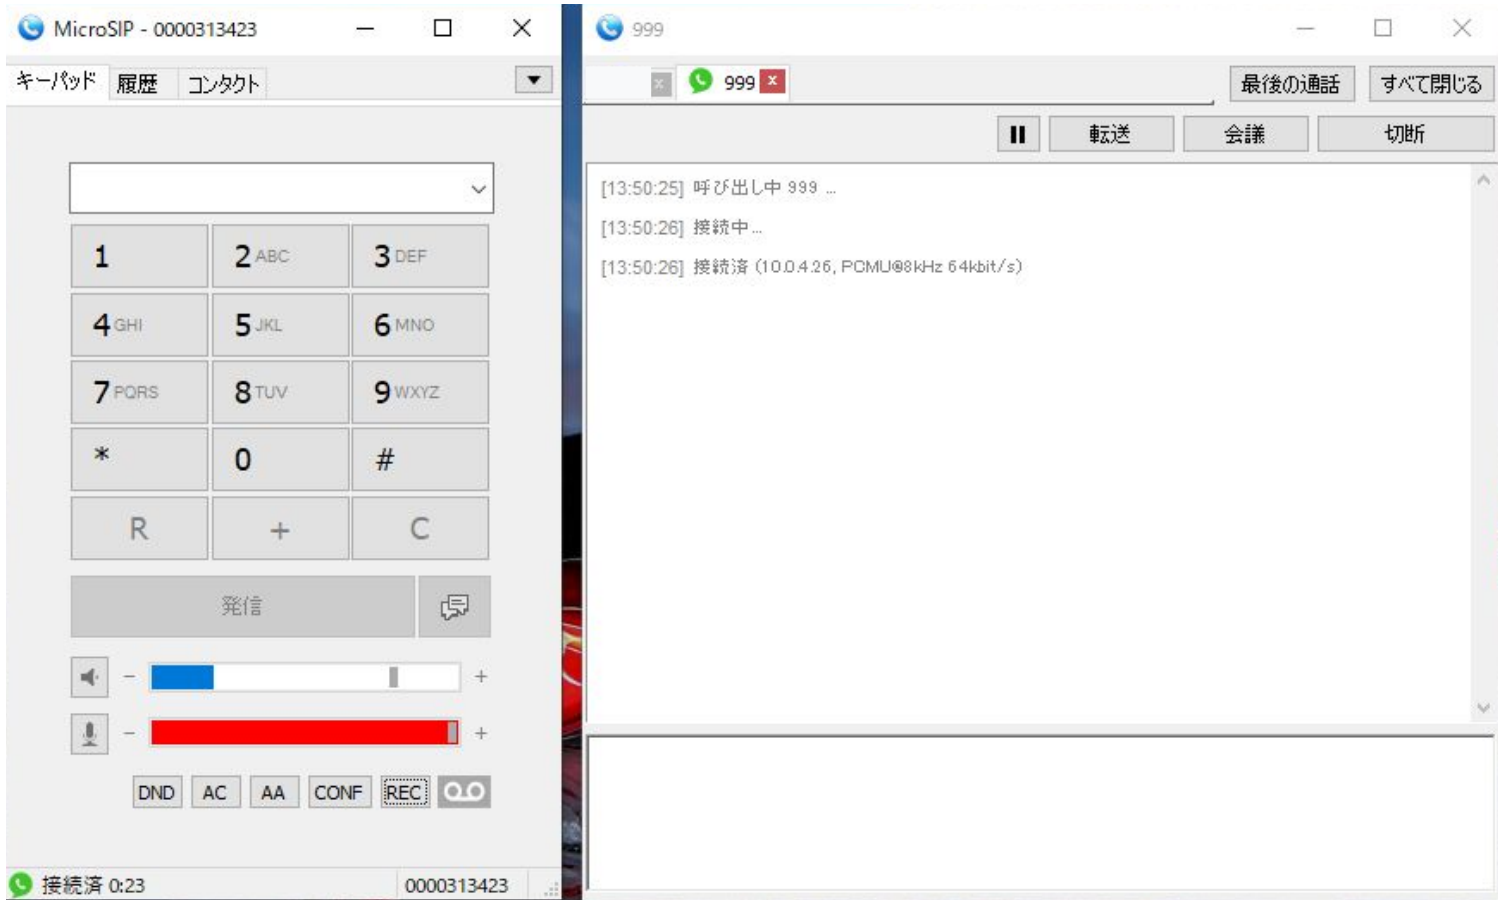 MicroSIP - 0000313423
キーパッド 履歴 コンタクト
1
2 ABC
3 DEF
4 GHI
5 JKL
6 MNO
7 PQRS
8 TUV
9 WXYZ
*
0
#
R
+
C
発信
- +
- +
DND AC AA CONF REC
接続済 0:23 0000313423
999
x 999 x 最後の通話 すべて閉じる
転送 会議 切断
[13:50:25] 呼び出し中 999 ...
[13:50:26] 接続中...
[13:50:26] 接続済 (10.0.4.26, PCMU@8kHz 64kbit/s)